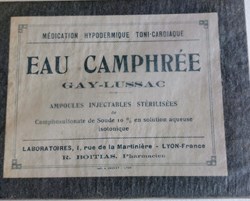 MÉDICATION HYPODERMIQUE TONI-CARDIAQUE
EAU CAMPHRÉE
GAY-LUSSAC
AMPOULES INJECTABLES STÉRILISÉES
de
Camphosulfonate de Soude 10 %, en solution aqueuse
isotonique
LABORATOIRES, 1, rue de la Martinière - LYON-France
R. BOITIAS, Pharmacien